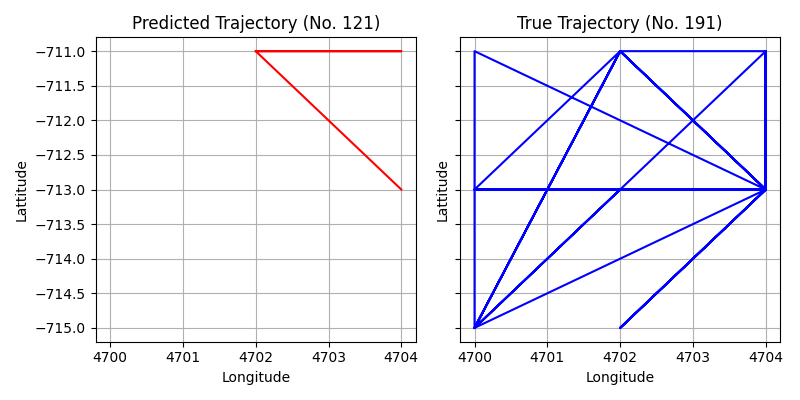 Predicted Trajectory (No. 121)
True Trajectory (No. 191)
−711.0
−711.5
−712.0
−712.5
−713.0
−713.5
−714.0
−714.5
−715.0
Lattitude
Lattitude
4700 4701 4702 4703 4704
4700 4701 4702 4703 4704
Longitude
Longitude